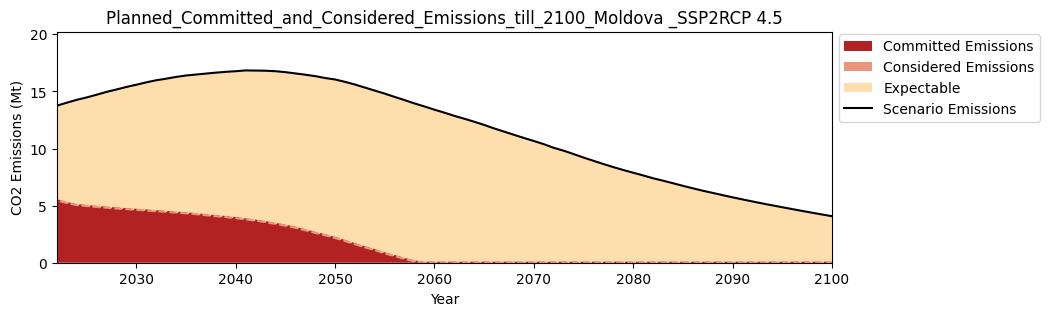 Planned_Committed_and_Considered_Emissions_till_2100_Moldova _SSP2RCP 4.5
20
15
10
5
0
CO2 Emissions (Mt)
2030 2040 2050 2060 2070 2080 2090 2100
Year
Committed Emissions
Considered Emissions
Expectable
Scenario Emissions